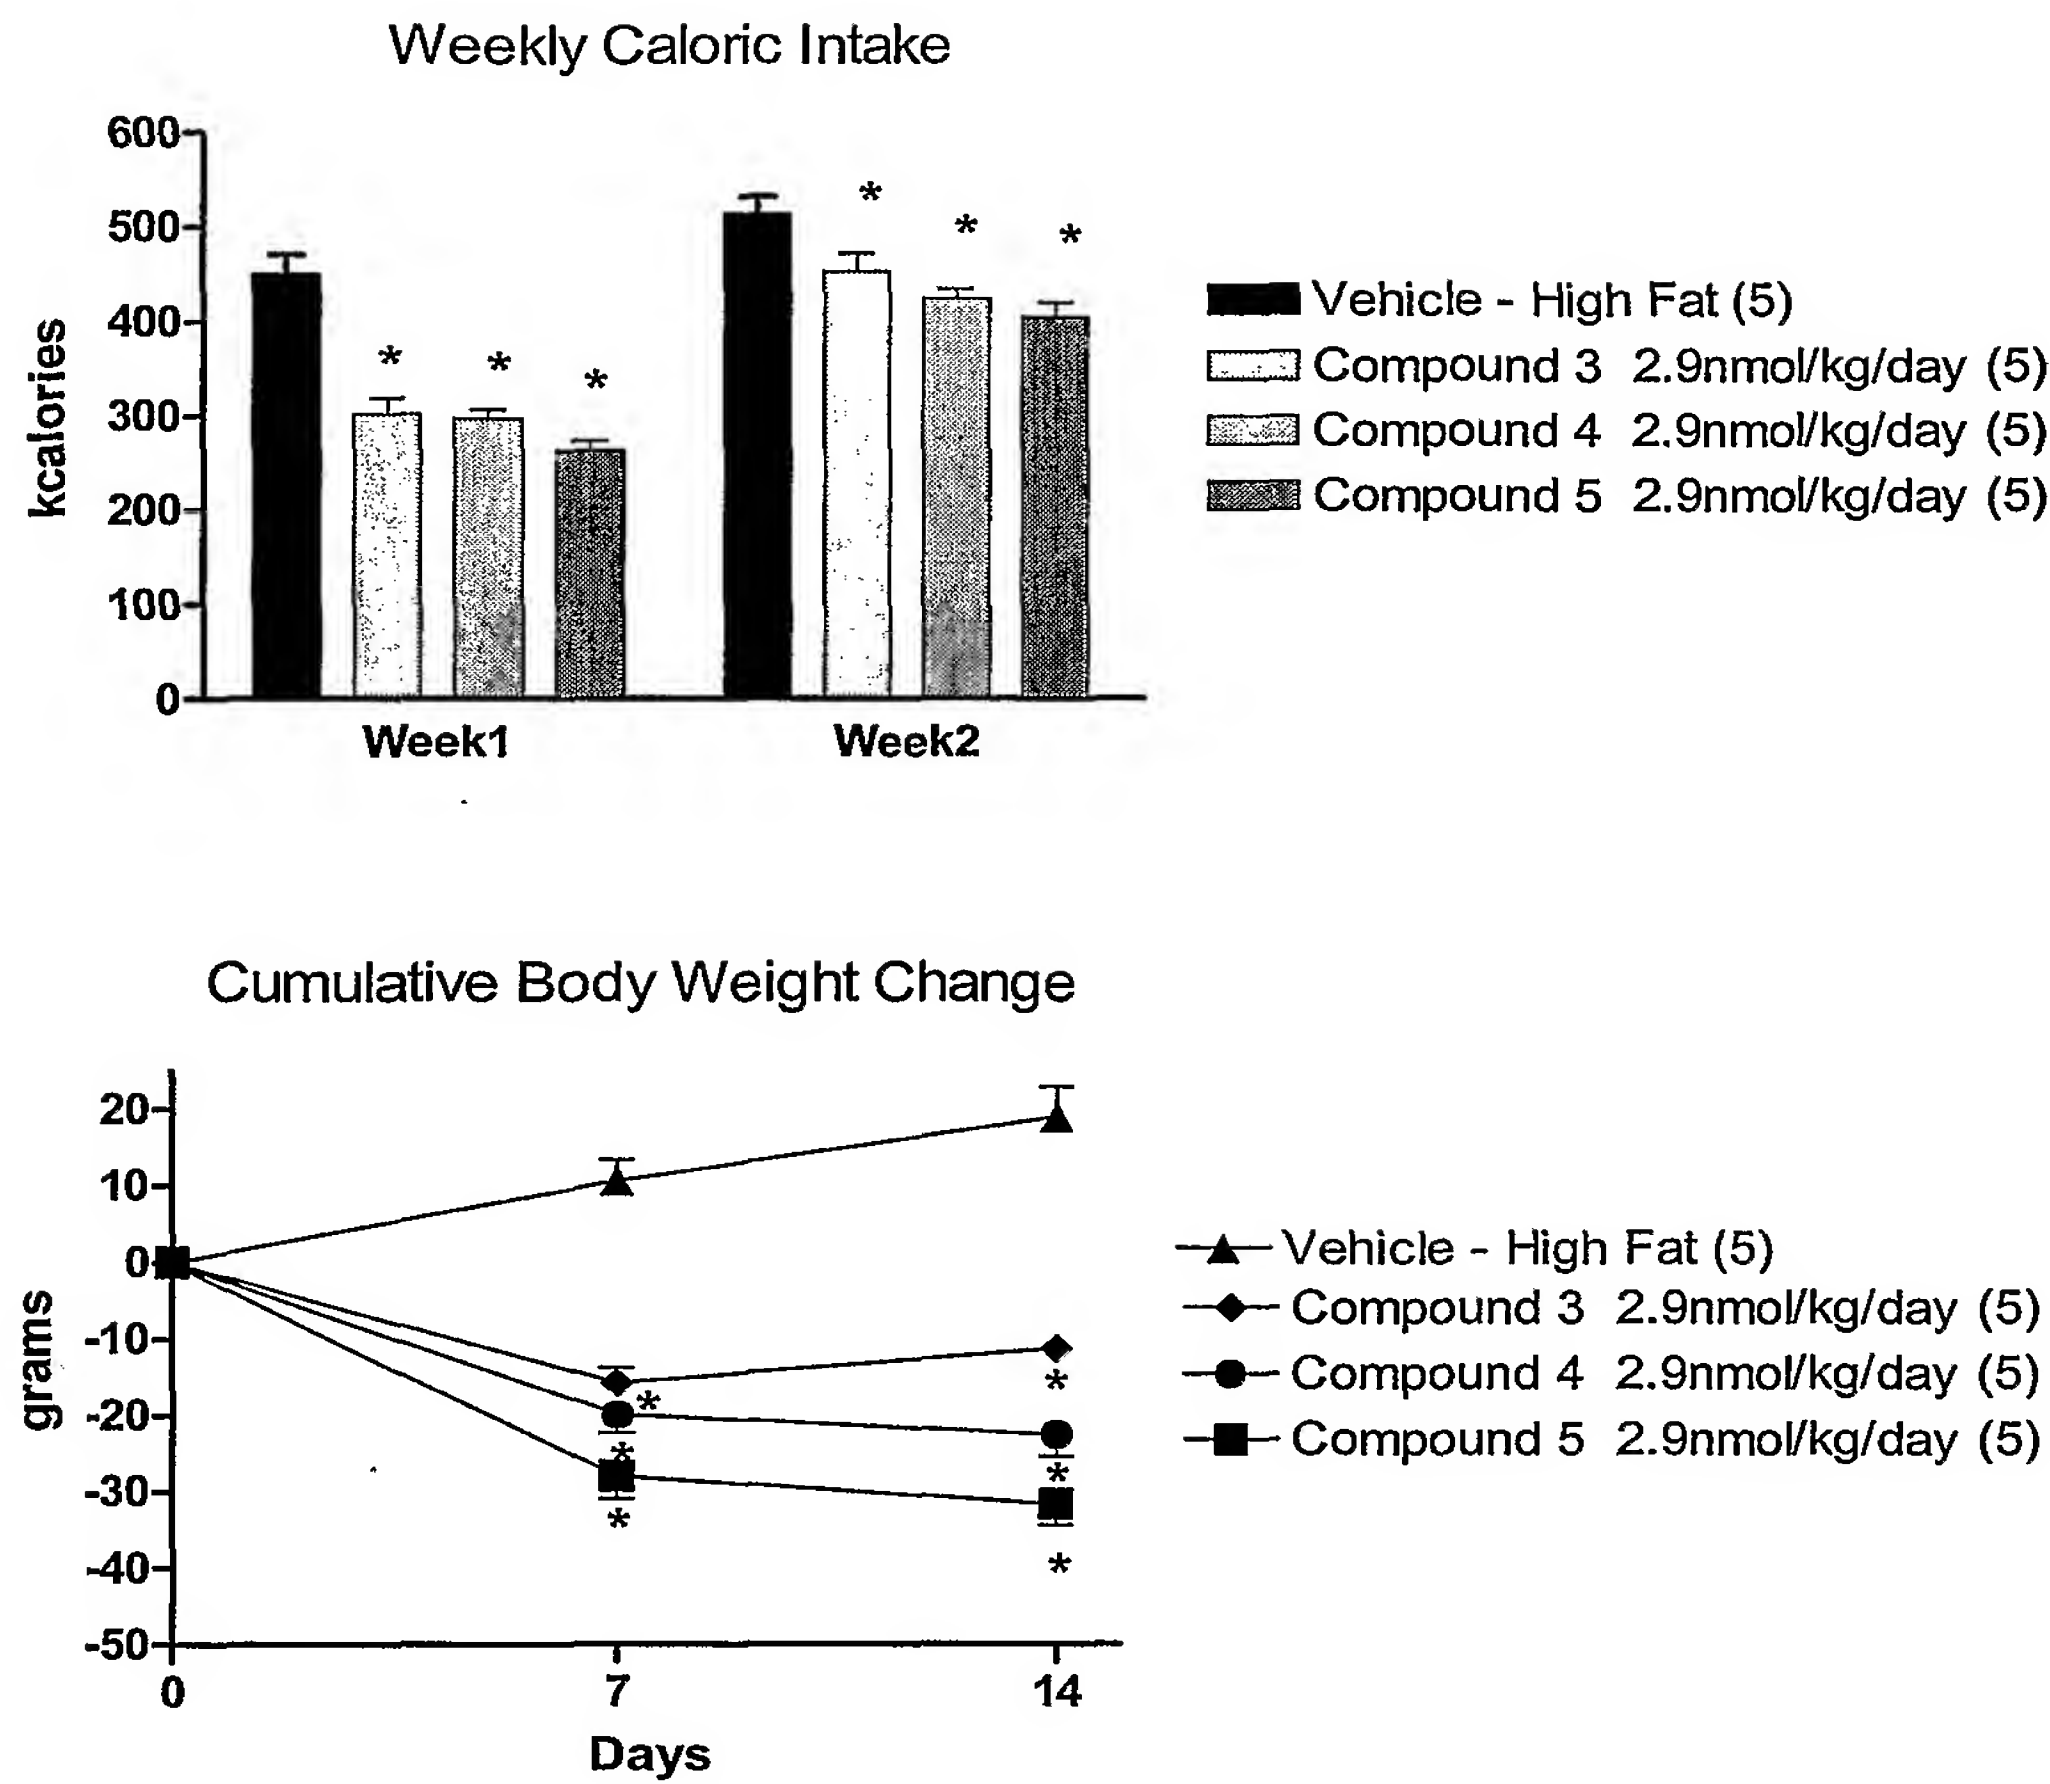 Weekly Caloric Intake
600
500
400
300
200
100
0
kcalories
Week1 Week2
Vehicle - High Fat (5)
Compound 3 2.9nmol/kg/day (5)
Compound 4 2.9nmol/kg/day (5)
Compound 5 2.9nmol/kg/day (5)
* * *
* * *
Cumulative Body Weight Change
20
10
0
-10
-20
-30
-40
-50
grams
0 7 14
Days
Vehicle - High Fat (5)
Compound 3 2.9nmol/kg/day (5)
Compound 4 2.9nmol/kg/day (5)
Compound 5 2.9nmol/kg/day (5)
* * *
* * *